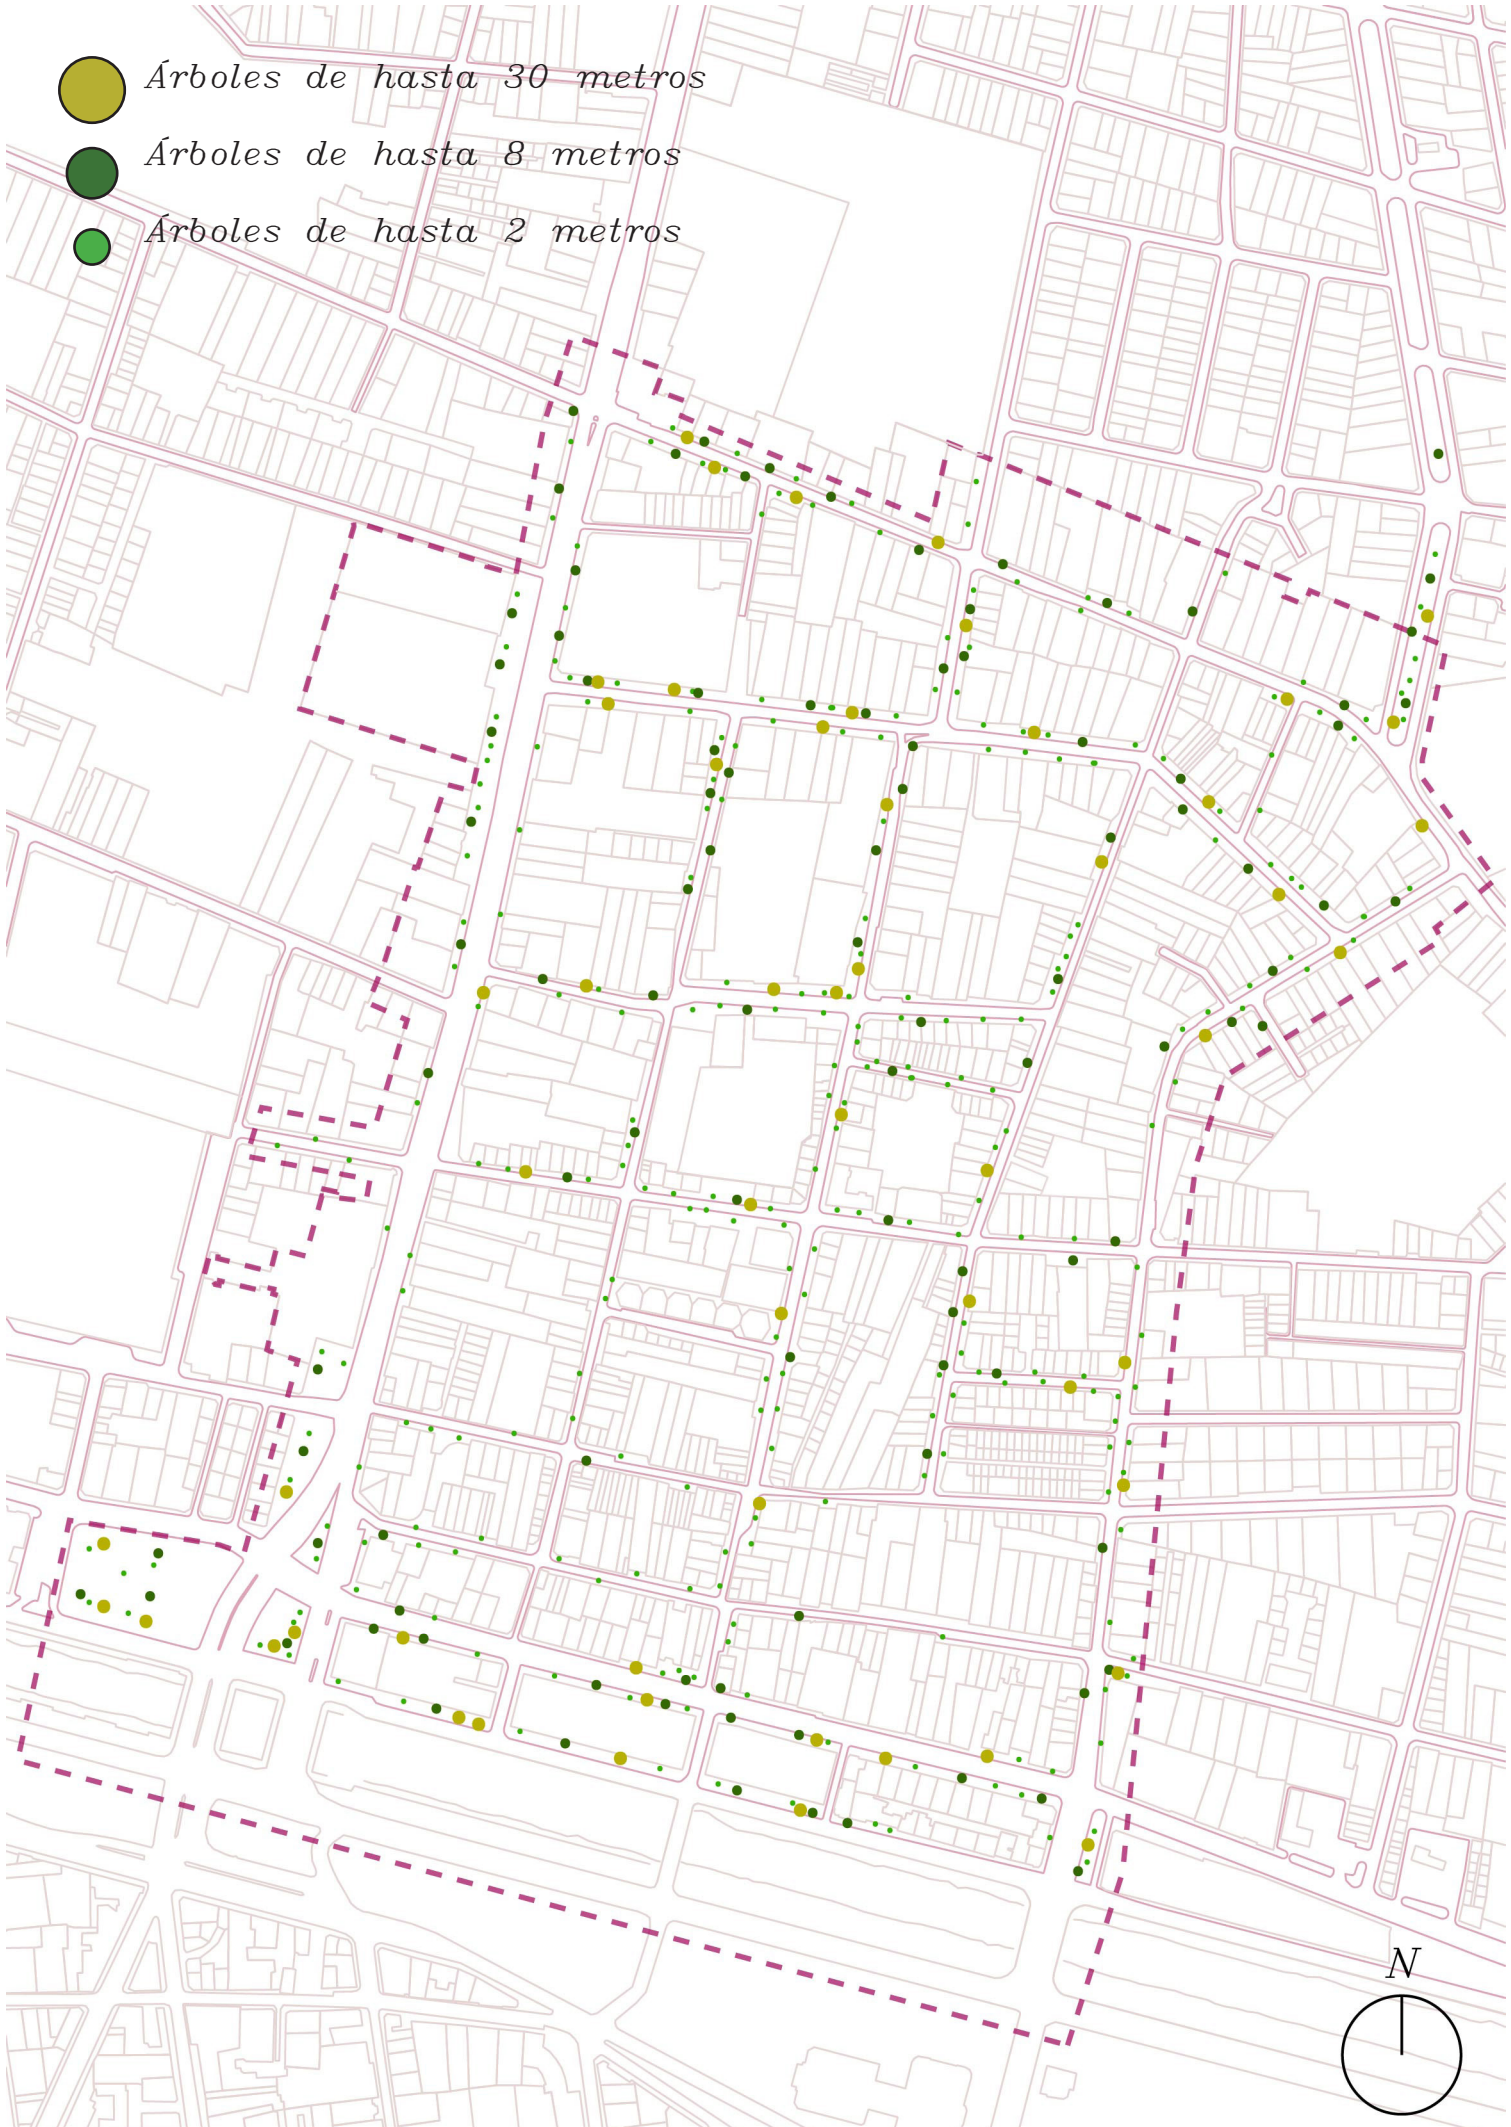 Árboles de hasta 30 metros
Árboles de hasta 8 metros
Árboles de hasta 2 metros
N